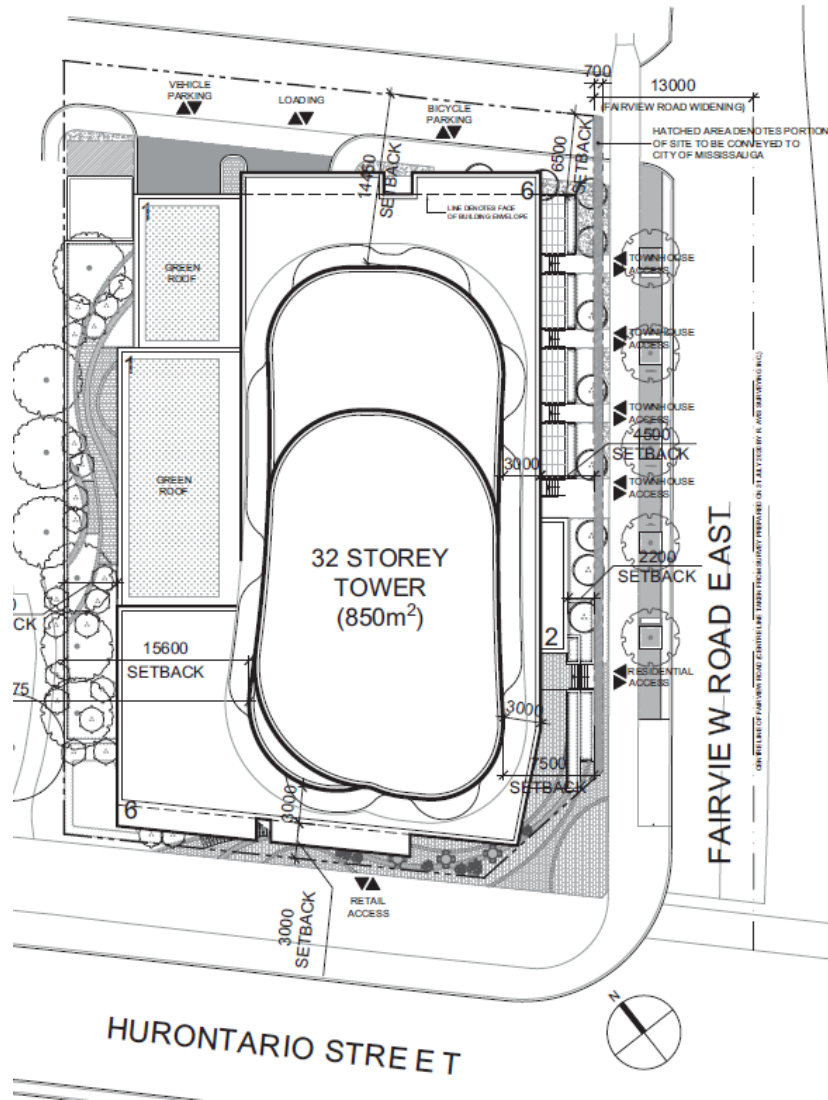 VEHICLE
PARKING
LOADING
BICYCLE
PARKING
700
13000
(FAIRVIEW ROAD WIDENING)
HATCHED AREA DENOTES PORTION
OF SITE TO BE CONVEYED TO
CITY OF MISSISSAUGA
14450
SETBACK
6500
SETBACK
LINE DENOTES FACE
OF BUILDING ENVELOPE
6
1
GREEN
ROOF
TOWNHOUSE
ACCESS
TOWNHOUSE
ACCESS
1
GREEN
ROOF
TOWNHOUSE
ACCESS
4500
SETBACK
3000
TOWNHOUSE
ACCESS
32 STOREY
TOWER
(850m²)
2200
SETBACK
2
CK
15600
SETBACK
75
RESIDENTIAL
ACCESS
3000
7500
SETBACK
3000
6
RETAIL
ACCESS
3000
SETBACK
FAIRVIEW ROAD EAST
N
HURONTARIO STREET